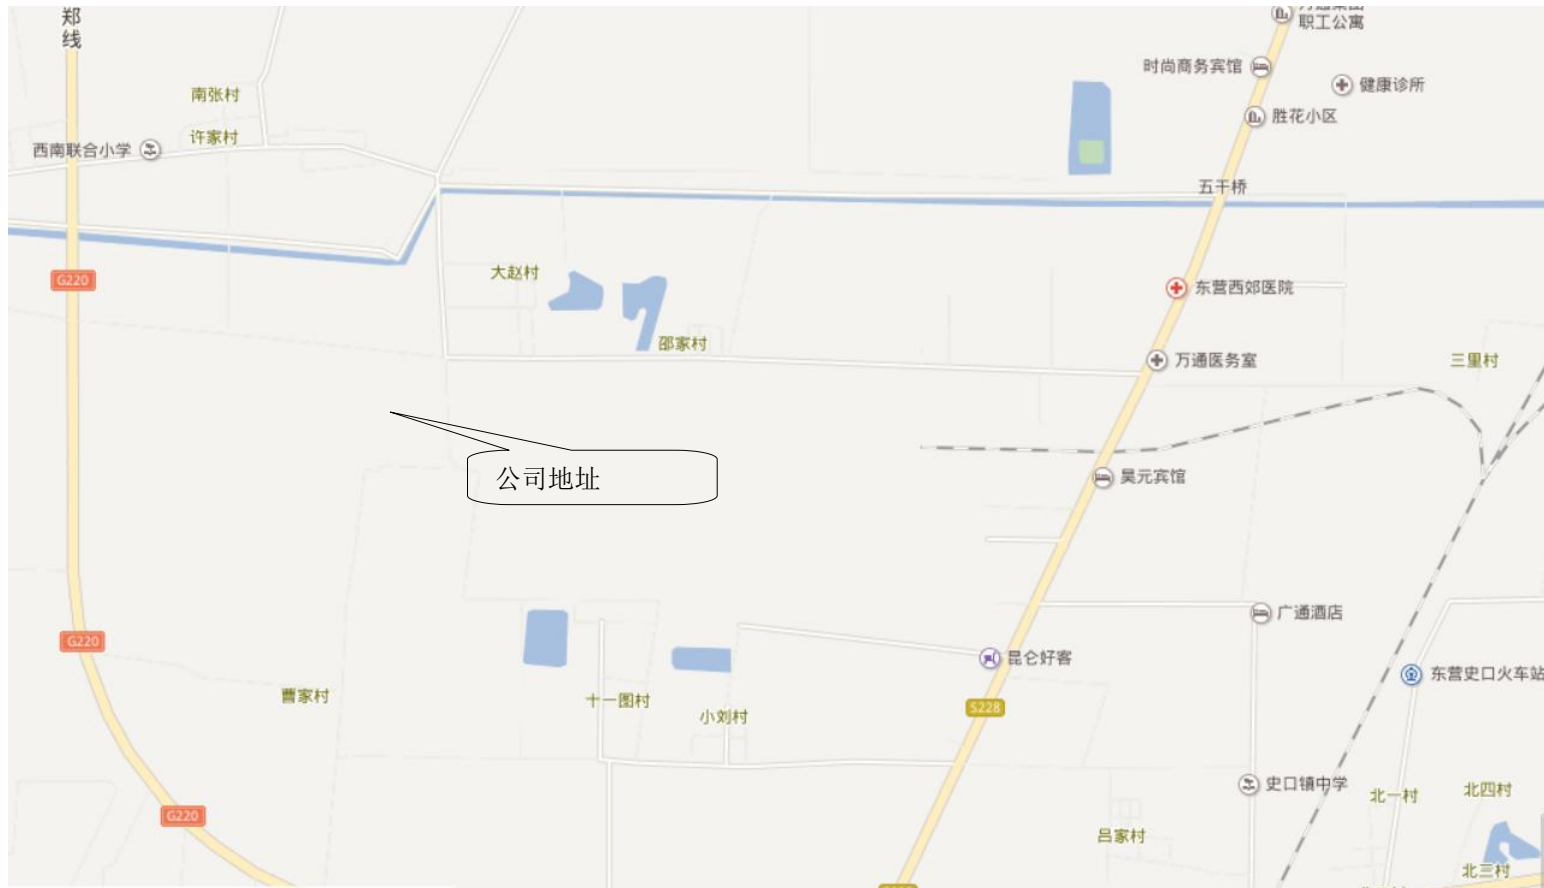 郑
线
职工公寓
时尚商务宾馆
健康诊所
南张村
胜花小区
许家村
西南联合小学
五干桥
大赵村
G220
东营西郊医院
邵家村
万通医务室
三里村
公司地址
昊元宾馆
广通酒店
G220
昆仑好客
东营史口火车站
曹家村
十一图村
S228
小刘村
史口镇中学
北一村
北四村
G220
吕家村
北三村